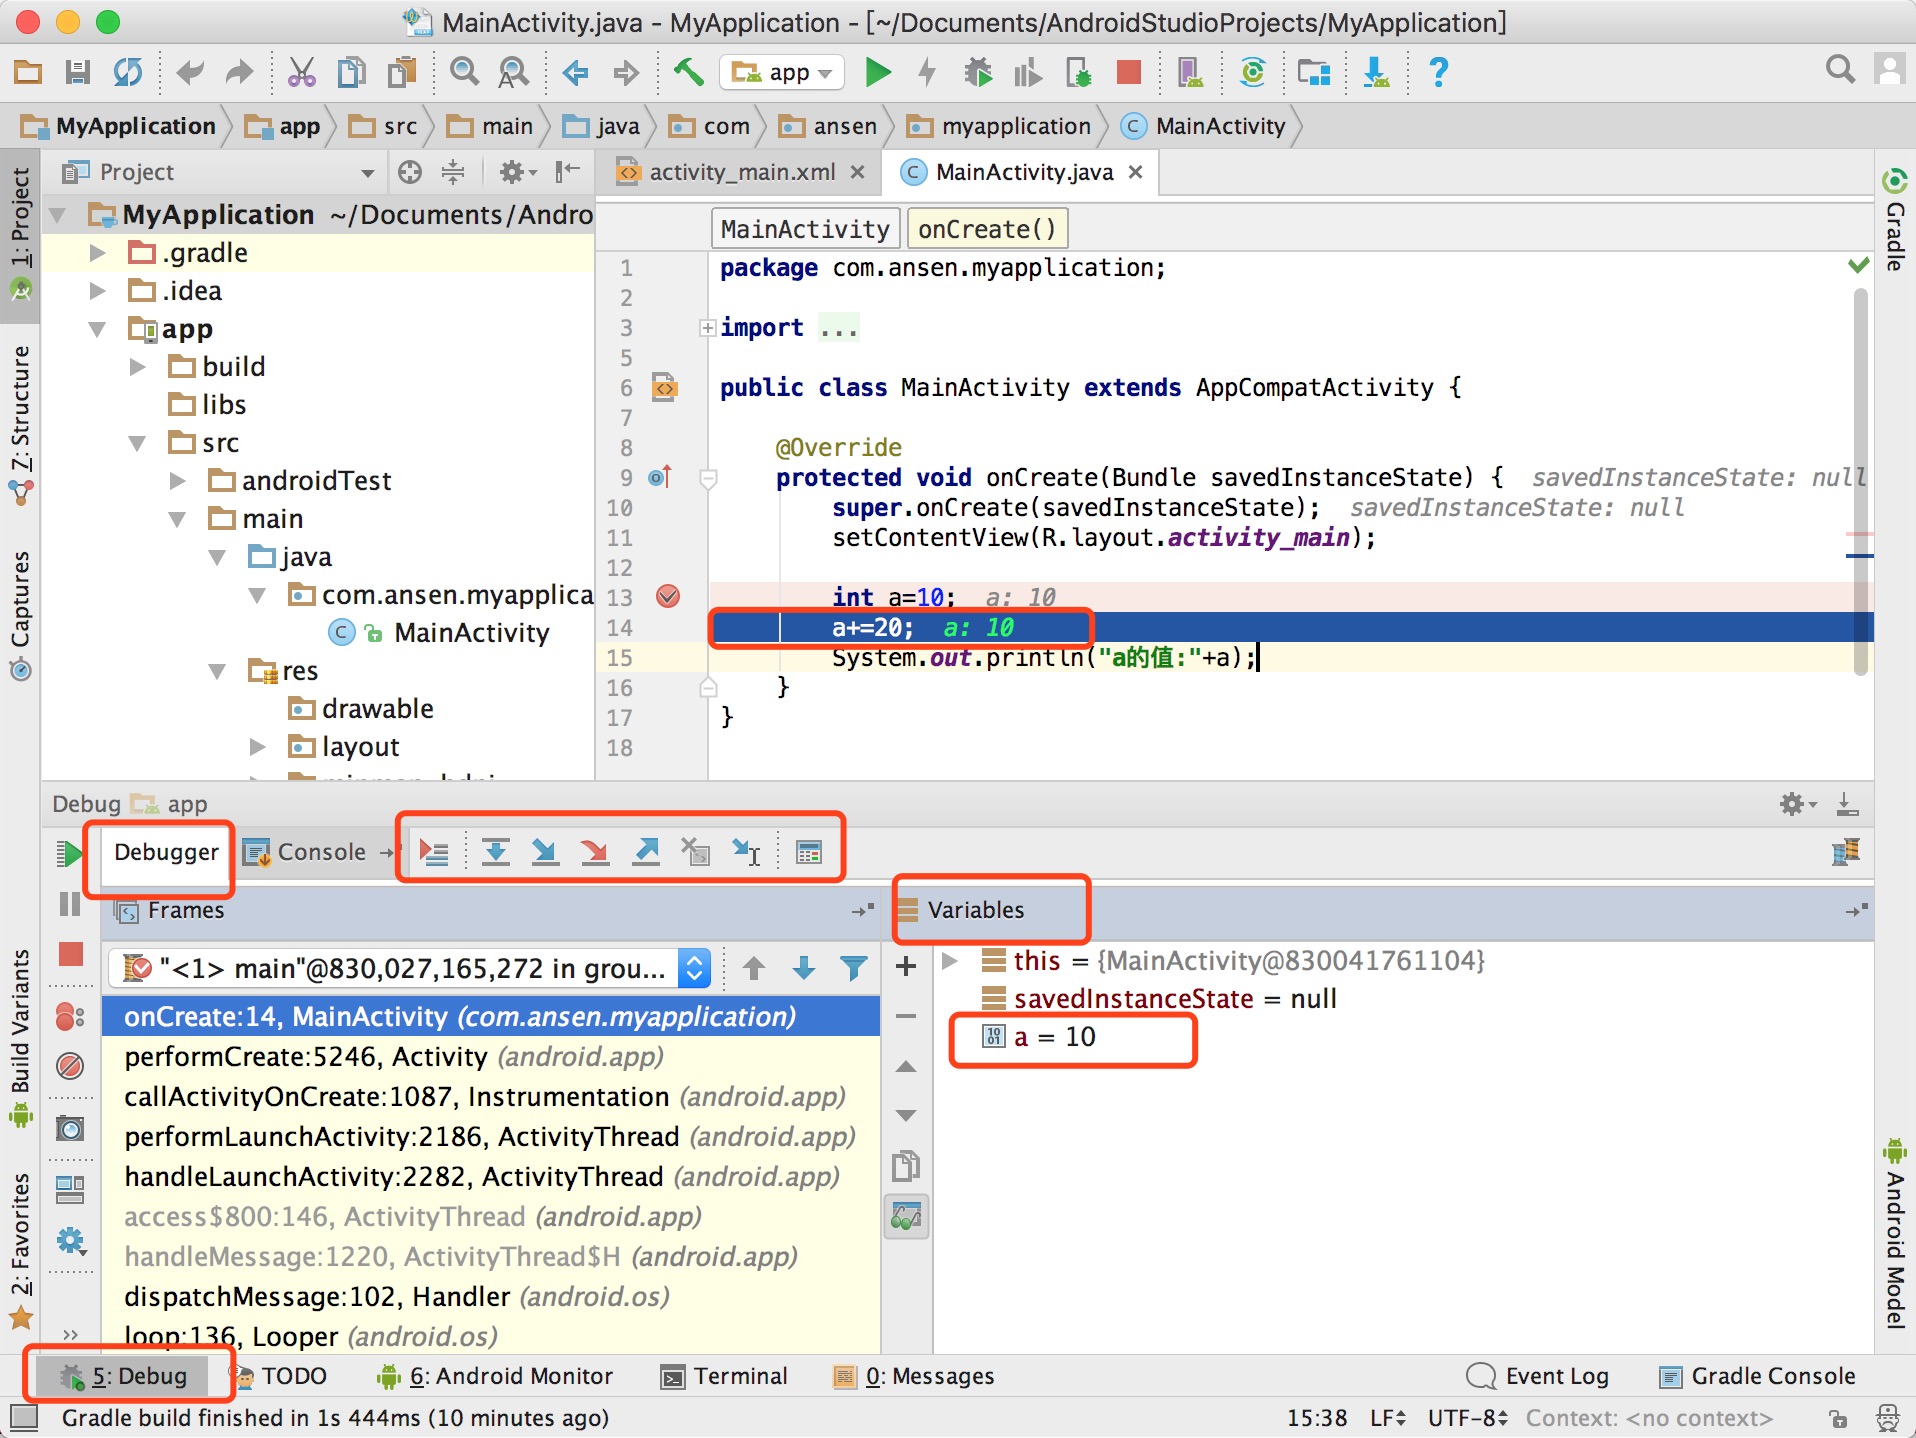 MainActivity.java - MyApplication - [~/Documents/AndroidStudioProjects/MyApplication]
app
MyApplication app src main java com ansen myapplication MainActivity
1: Project
7: Structure
Captures
Build Variants
2: Favorites
Project
MyApplication ~/Documents/Andro
.gradle
.idea
app
build
libs
src
androidTest
main
java
com.ansen.myapplica
MainActivity
res
drawable
layout
activity_main.xml
MainActivity.java
MainActivity onCreate()
1 package com.ansen.myapplication;
2
3 import ...
5
6 public class MainActivity extends AppCompatActivity {
7
8 @Override
9 protected void onCreate(Bundle savedInstanceState) { savedInstanceState: null
10 super.onCreate(savedInstanceState); savedInstanceState: null
11 setContentView(R.layout.activity_main);
12
13 int a=10; a: 10
14 a+=20; a: 10
15 System.out.println("a的值:"+a);
16 }
17 }
18
Gradle
Android Model
Debug app
Debugger Console
Frames
"<1> main"@830,027,165,272 in grou...
onCreate:14, MainActivity (com.ansen.myapplication)
performCreate:5246, Activity (android.app)
callActivityOnCreate:1087, Instrumentation (android.app)
performLaunchActivity:2186, ActivityThread (android.app)
handleLaunchActivity:2282, ActivityThread (android.app)
access$800:146, ActivityThread (android.app)
handleMessage:1220, ActivityThread$H (android.app)
dispatchMessage:102, Handler (android.os)
loop:136, Looper (android.os)
Variables
this = {MainActivity@830041761104}
savedInstanceState = null
a = 10
5: Debug TODO 6: Android Monitor Terminal 0: Messages Event Log Gradle Console
Gradle build finished in 1s 444ms (10 minutes ago) 15:38 LF UTF-8 Context: <no context>